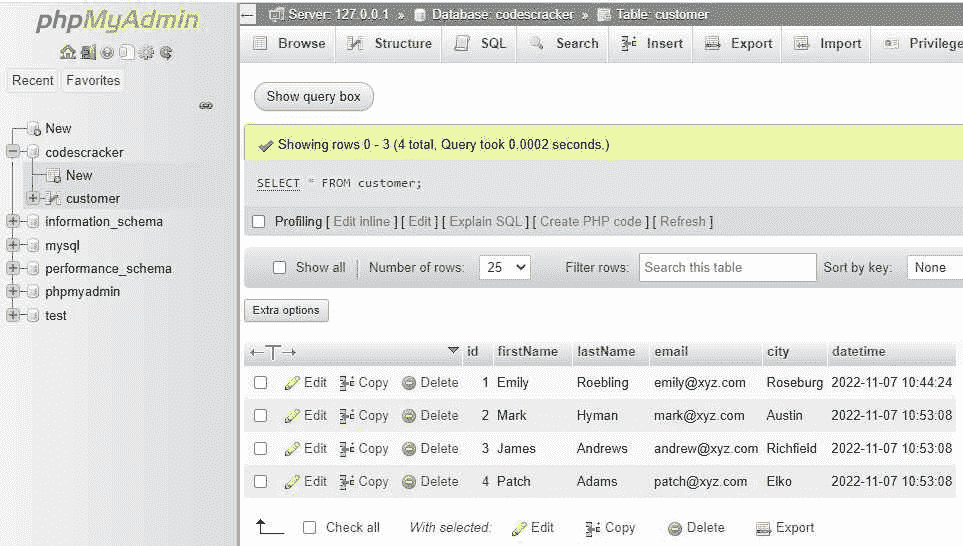 phpMyAdmin
Recent Favorites
New
codescracker
New
customer
information_schema
mysql
performance_schema
phpmyadmin
test
Server: 127.0.0.1 » Database: codescracker » Table: customer
Browse Structure SQL Search Insert Export Import Privilege
Show query box
Showing rows 0 - 3 (4 total, Query took 0.0002 seconds.)
SELECT * FROM customer;
Profiling [ Edit inline ] [ Edit ] [ Explain SQL ] [ Create PHP code ] [ Refresh ]
Show all Number of rows: 25 Filter rows: Search this table Sort by key: None
Extra options
id firstName lastName email city datetime
Edit Copy Delete 1 Emily Roebling emily@xyz.com Roseburg 2022-11-07 10:44:24
Edit Copy Delete 2 Mark Hyman mark@xyz.com Austin 2022-11-07 10:53:08
Edit Copy Delete 3 James Andrews andrew@xyz.com Richfield 2022-11-07 10:53:08
Edit Copy Delete 4 Patch Adams patch@xyz.com Elko 2022-11-07 10:53:08
Check all With selected: Edit Copy Delete Export